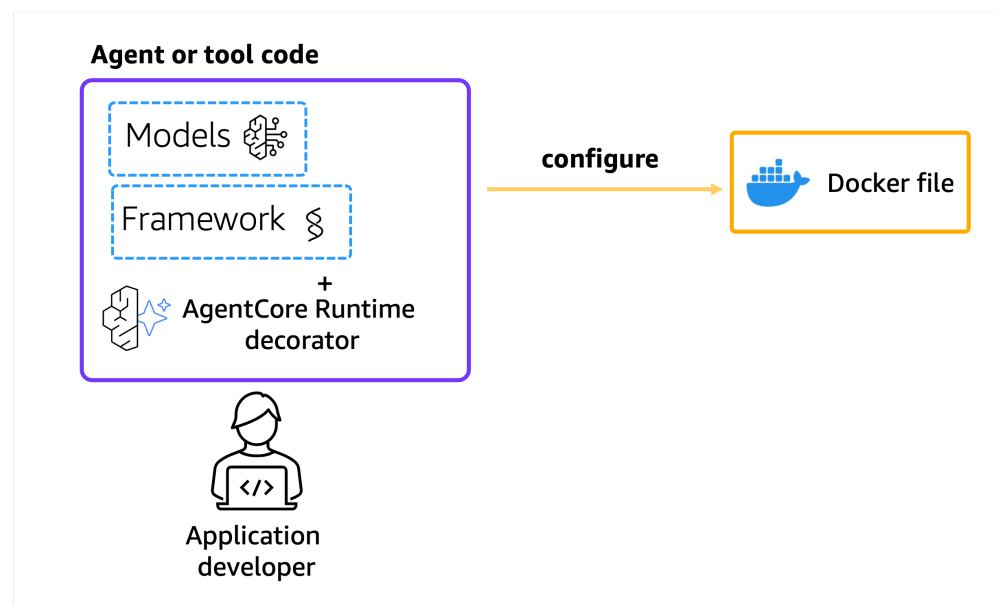 Agent or tool code
Models
Framework
+
AgentCore Runtime
decorator
configure
Docker file
</>
Application
developer